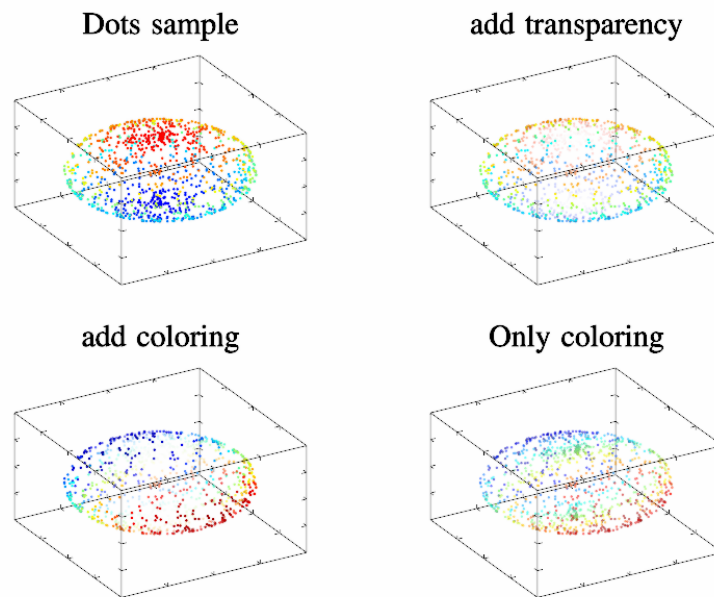 Dots sample
add transparency
add coloring
Only coloring